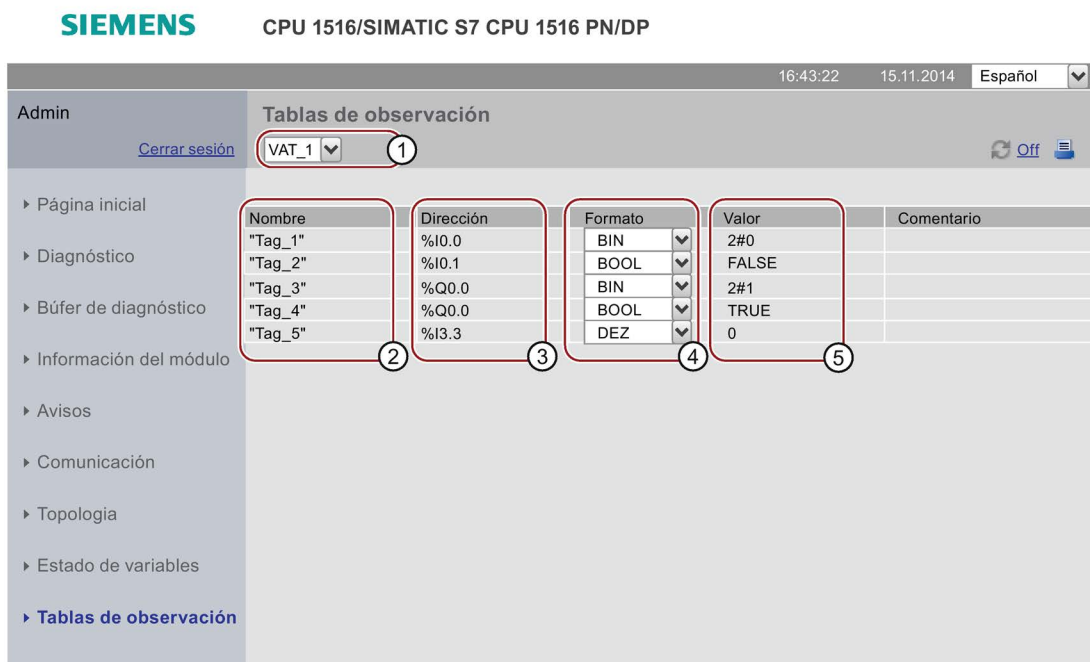 SIEMENS CPU 1516/SIMATIC S7 CPU 1516 PN/DP
16:43:22 15.11.2014 Español
Admin
Cerrar sesión
Tablas de observación
VAT_1 1
Off
Página inicial
Diagnóstico
Búfer de diagnóstico
Información del módulo
Avisos
Comunicación
Topologia
Estado de variables
Tablas de observación
Nombre Dirección Formato Valor Comentario
"Tag_1" %I0.0 BIN 2#0
"Tag_2" %I0.1 BOOL FALSE
"Tag_3" %Q0.0 BIN 2#1
"Tag_4" %Q0.0 BOOL TRUE
"Tag_5" %I3.3 DEZ 0
2 3 4 5